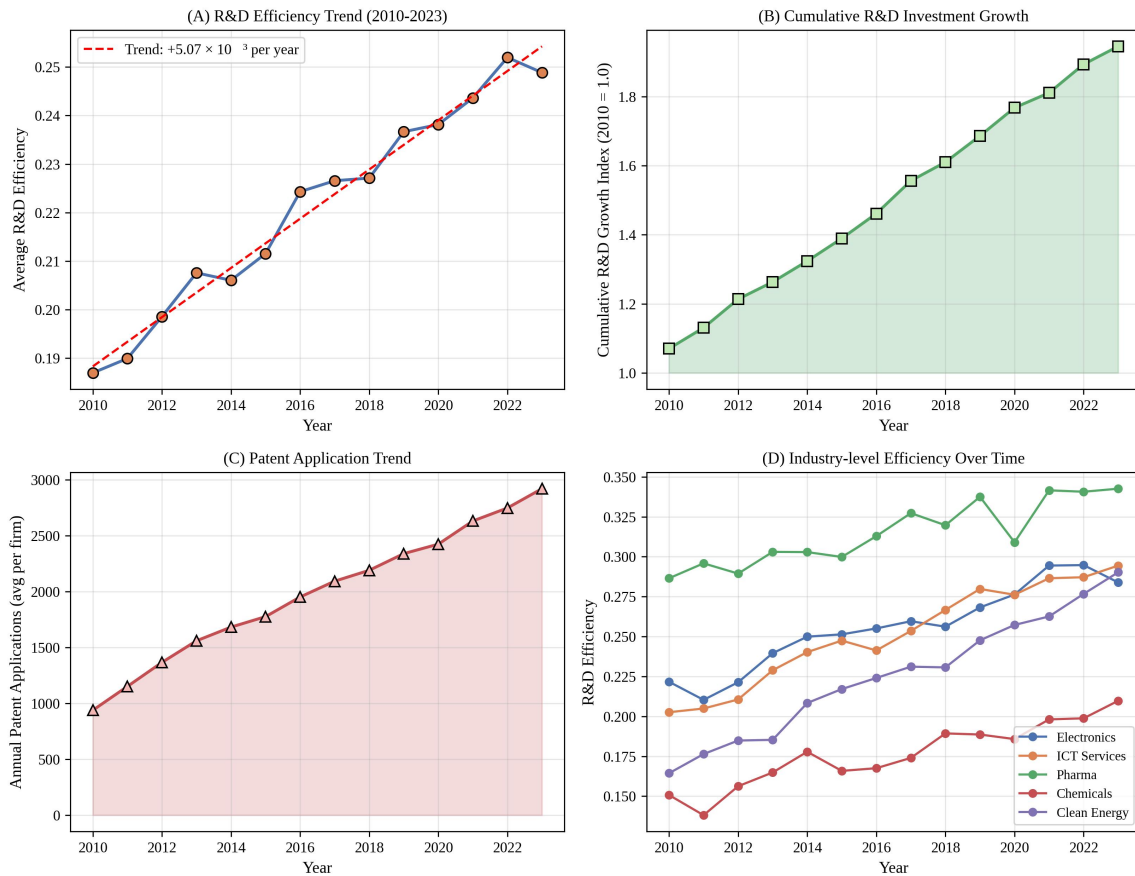 (A) R&D Efficiency Trend (2010-2023)
Trend: +5.07 × 10 ³ per year
0.25
0.24
0.23
0.22
0.21
0.20
0.19
Average R&D Efficiency
2010 2012 2014 2016 2018 2020 2022
Year
(B) Cumulative R&D Investment Growth
1.8
1.6
1.4
1.2
1.0
Cumulative R&D Growth Index (2010 = 1.0)
2010 2012 2014 2016 2018 2020 2022
Year
(C) Patent Application Trend
3000
2500
2000
1500
1000
500
0
Annual Patent Applications (avg per firm)
2010 2012 2014 2016 2018 2020 2022
Year
(D) Industry-level Efficiency Over Time
0.350
0.325
0.300
0.275
0.250
0.225
0.200
0.175
0.150
R&D Efficiency
Electronics
ICT Services
Pharma
Chemicals
Clean Energy
2010 2012 2014 2016 2018 2020 2022
Year